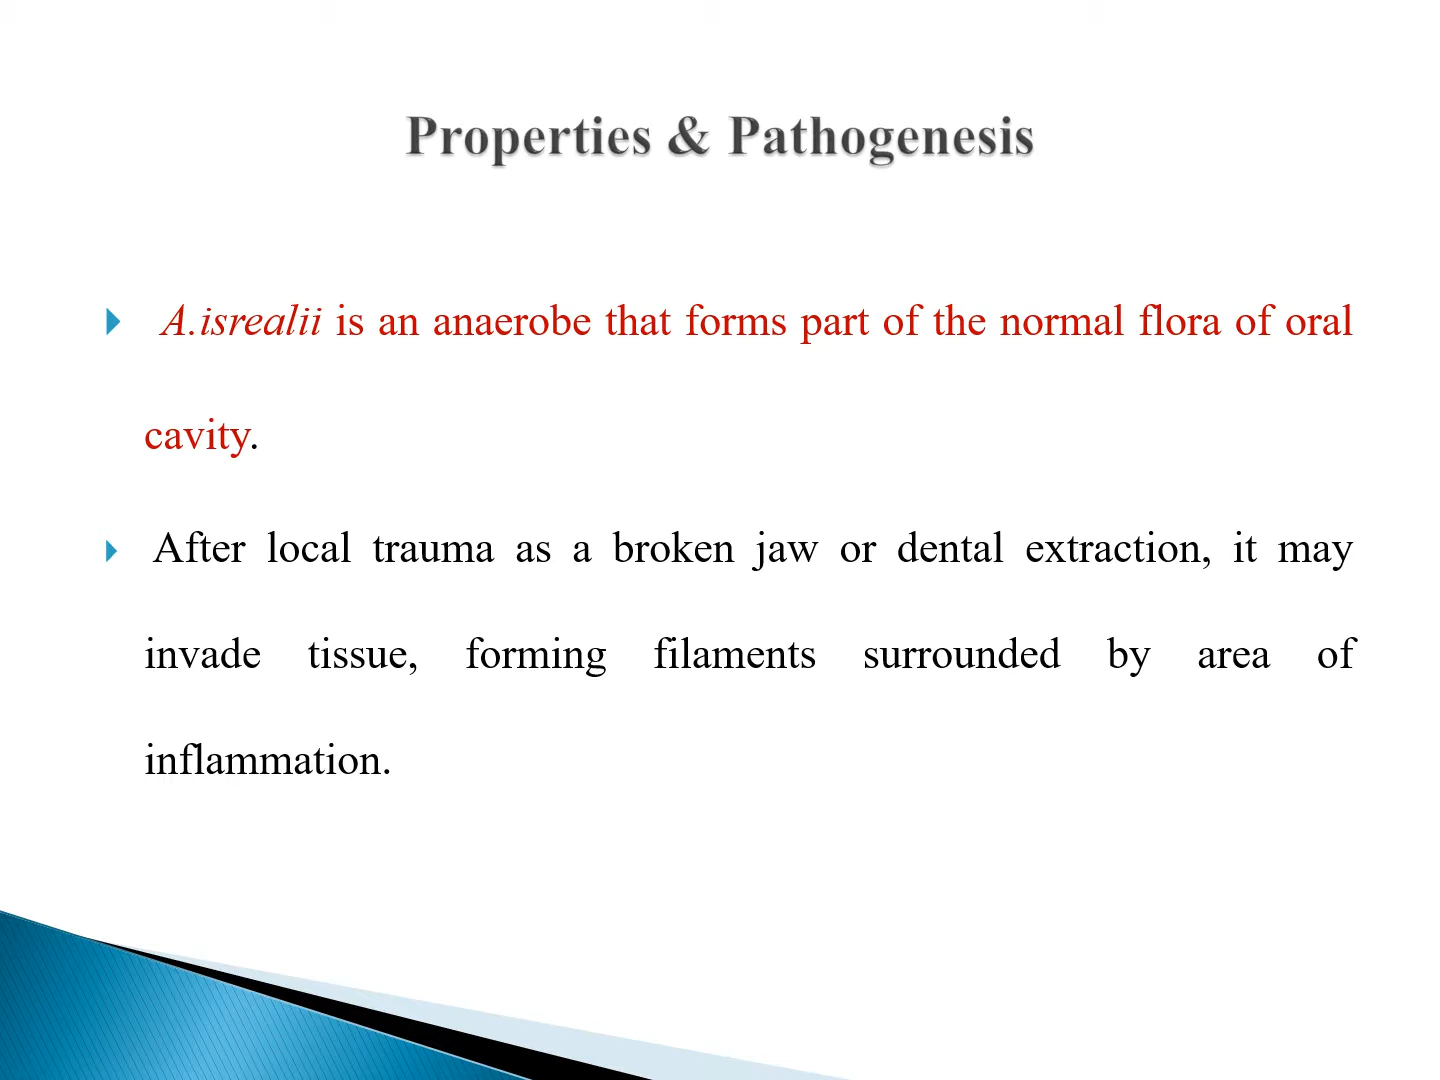 Properties & Pathogenesis
A.isrealii is an anaerobe that forms part of the normal flora of oral
cavity.
After local trauma as a broken jaw or dental extraction, it may
invade tissue, forming filaments surrounded by area of
inflammation.